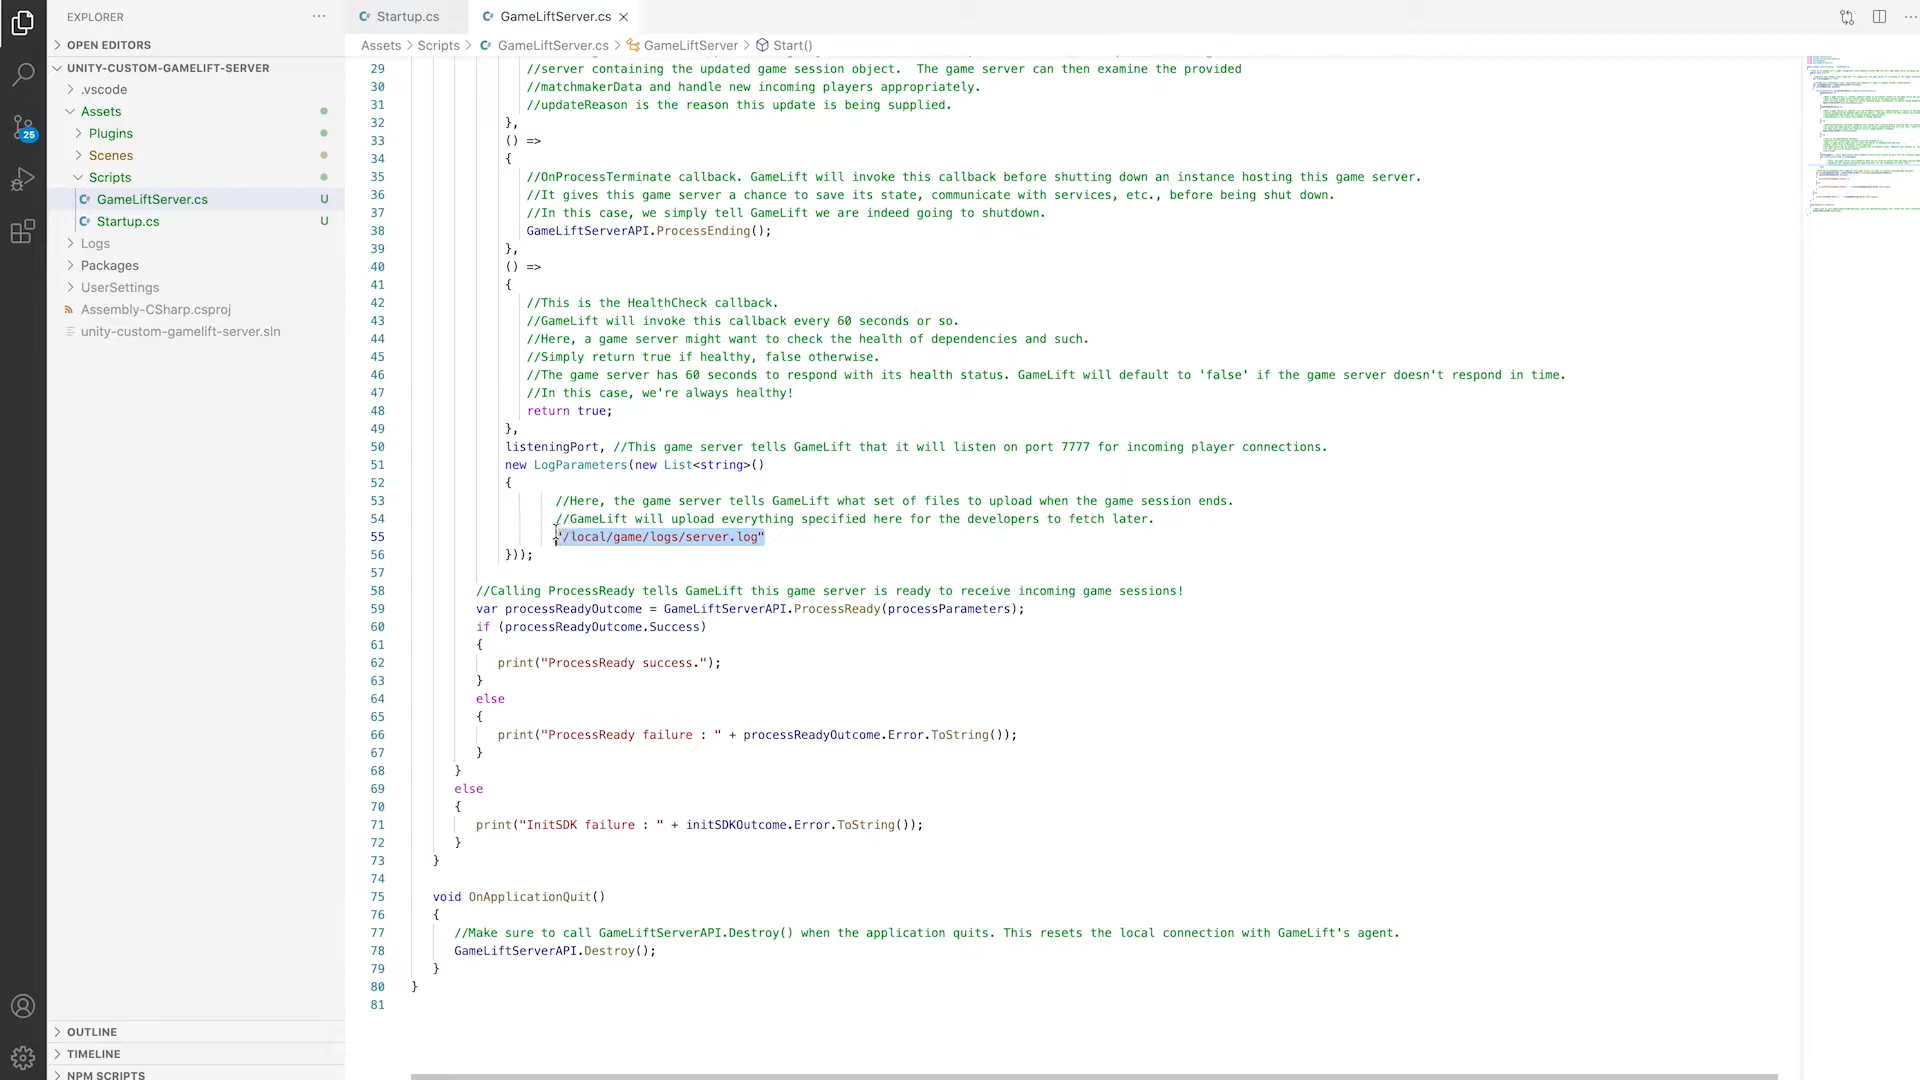 EXPLORER
Startup.cs
GameLiftServer.cs
OPEN EDITORS
Assets > Scripts > GameLiftServer.cs > GameLiftServer > Start()
UNITY-CUSTOM-GAMELIFT-SERVER
.vscode
Assets
Plugins
Scenes
Scripts
GameLiftServer.cs U
Startup.cs U
Logs
Packages
UserSettings
Assembly-CSharp.csproj
unity-custom-gamelift-server.sln
25
29 //server containing the updated game session object.  The game server can then examine the provided
30 //matchmakerData and handle new incoming players appropriately.
31 //updateReason is the reason this update is being supplied.
32 },
33 () =>
34 {
35 //OnProcessTerminate callback. GameLift will invoke this callback before shutting down an instance hosting this game server.
36 //It gives this game server a chance to save its state, communicate with services, etc., before being shut down.
37 //In this case, we simply tell GameLift we are indeed going to shutdown.
38 GameLiftServerAPI.ProcessEnding();
39 },
40 () =>
41 {
42 //This is the HealthCheck callback.
43 //GameLift will invoke this callback every 60 seconds or so.
44 //Here, a game server might want to check the health of dependencies and such.
45 //Simply return true if healthy, false otherwise.
46 //The game server has 60 seconds to respond with its health status. GameLift will default to 'false' if the game server doesn't respond in time.
47 //In this case, we're always healthy!
48 return true;
49 },
50 listeningPort, //This game server tells GameLift that it will listen on port 7777 for incoming player connections.
51 new LogParameters(new List<string>()
52 {
53 //Here, the game server tells GameLift what set of files to upload when the game session ends.
54 //GameLift will upload everything specified here for the developers to fetch later.
55 "/local/game/logs/server.log"
56 }));
57
58 //Calling ProcessReady tells GameLift this game server is ready to receive incoming game sessions!
59 var processReadyOutcome = GameLiftServerAPI.ProcessReady(processParameters);
60 if (processReadyOutcome.Success)
61 {
62 print("ProcessReady success.");
63 }
64 else
65 {
66 print("ProcessReady failure : " + processReadyOutcome.Error.ToString());
67 }
68 }
69 else
70 {
71 print("InitSDK failure : " + initSDKOutcome.Error.ToString());
72 }
73 }
74
75 void OnApplicationQuit()
76 {
77 //Make sure to call GameLiftServerAPI.Destroy() when the application quits. This resets the local connection with GameLift's agent.
78 GameLiftServerAPI.Destroy();
79 }
80 }
81
OUTLINE
TIMELINE
NPM SCRIPTS